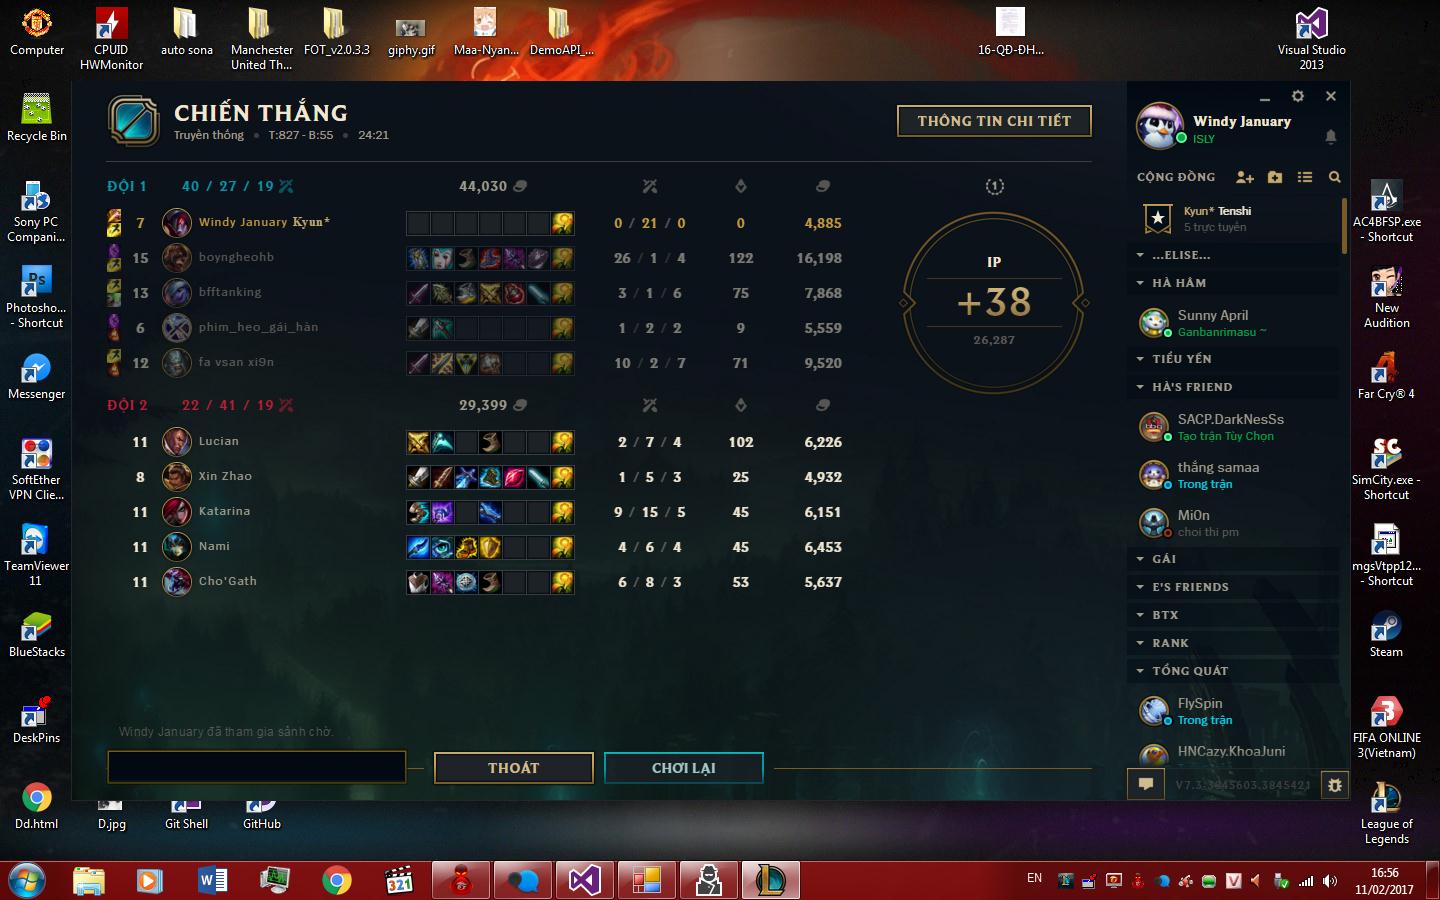 Computer
CPUID
HWMonitor
auto sona
Manchester
United Th...
FOT_v2.0.3.3
giphy.gif
Maa-Nyan...
DemoAPI_...
16-QĐ-ĐH...
Visual Studio
2013
Recycle Bin
Sony PC
Compani...
Photosho...
- Shortcut
Messenger
SoftEther
VPN Clie...
TeamViewer
11
BlueStacks
DeskPins
Dd.html
D.jpg
Git Shell
GitHub
CHIẾN THẮNG
Truyền thống • T:827 - B:55 • 24:21
THÔNG TIN CHI TIẾT
ĐỘI 1 40 / 27 / 19 44,030
7 Windy January Kyun* 0 / 21 / 0 0 4,885
15 boyngheohb 26 / 1 / 4 122 16,198
13 bfftanking 3 / 1 / 6 75 7,868
6 phim_heo_gái_hàn 1 / 2 / 2 9 5,559
12 fa vsan xi9n 10 / 2 / 7 71 9,520
ĐỘI 2 22 / 41 / 19 29,399
11 Lucian 2 / 7 / 4 102 6,226
8 Xin Zhao 1 / 5 / 3 25 4,932
11 Katarina 9 / 15 / 5 45 6,151
11 Nami 4 / 6 / 4 45 6,453
11 Cho'Gath 6 / 8 / 3 53 5,637
IP
+38
26,287
Windy January đã tham gia sảnh chờ.
THOÁT
CHƠI LẠI
Windy January
ISLY
CỘNG ĐỒNG
Kyun* Tenshi
5 trực tuyến
...ELISE...
HÀ HÂM
Sunny April
Ganbanrimasu ~
TIỂU YẾN
HÀ'S FRIEND
SACP.DarkNesSs
Tạo trận Tùy Chọn
thắng samaa
Trong trận
Mi0n
choi thi pm
GÁI
E'S FRIENDS
BTX
RANK
TỔNG QUÁT
FlySpin
Trong trận
HNCazy.KhoaJuni
V7.3.3845603.3845421
AC4BFSP.exe
- Shortcut
New
Audition
Far Cry® 4
SimCity.exe -
Shortcut
mgsVtpp12...
- Shortcut
Steam
FIFA ONLINE
3(Vietnam)
League of
Legends
321
EN
16:56
11/02/2017